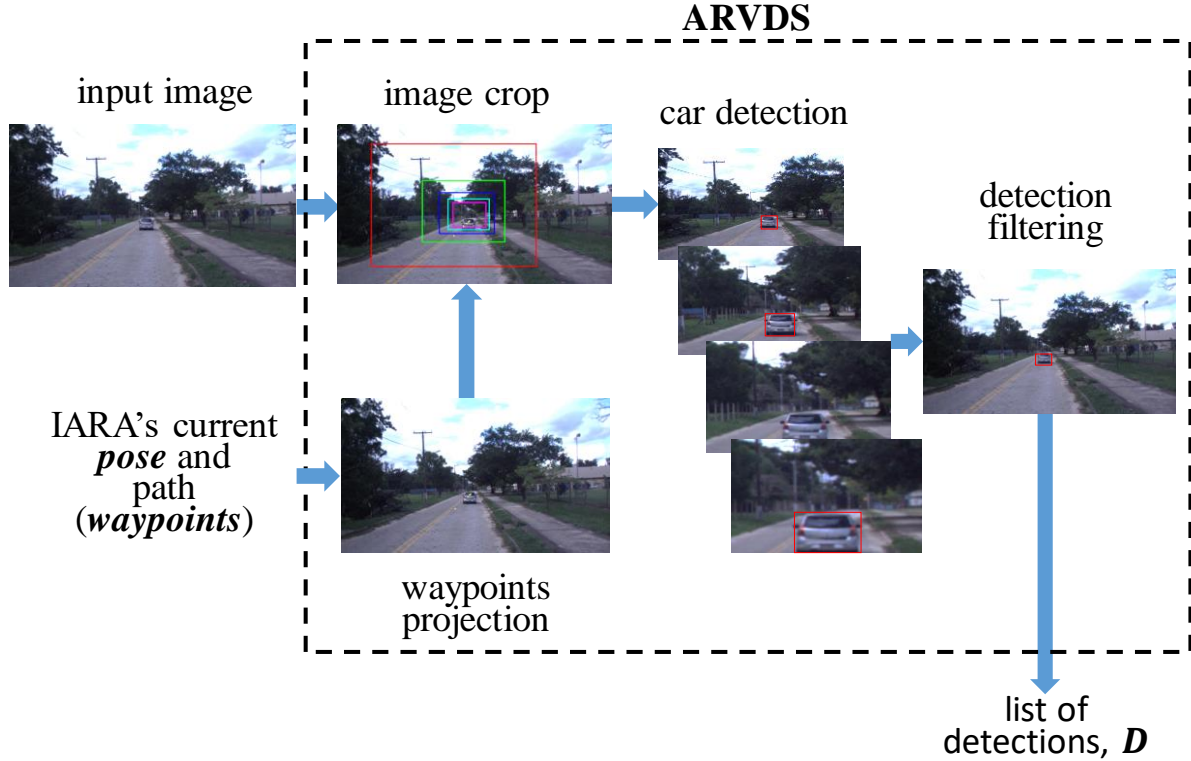 ARVDS
input image
image crop
car detection
detection
filtering
IARA’s current
pose and
path
(waypoints)
waypoints
projection
list of
detections, D